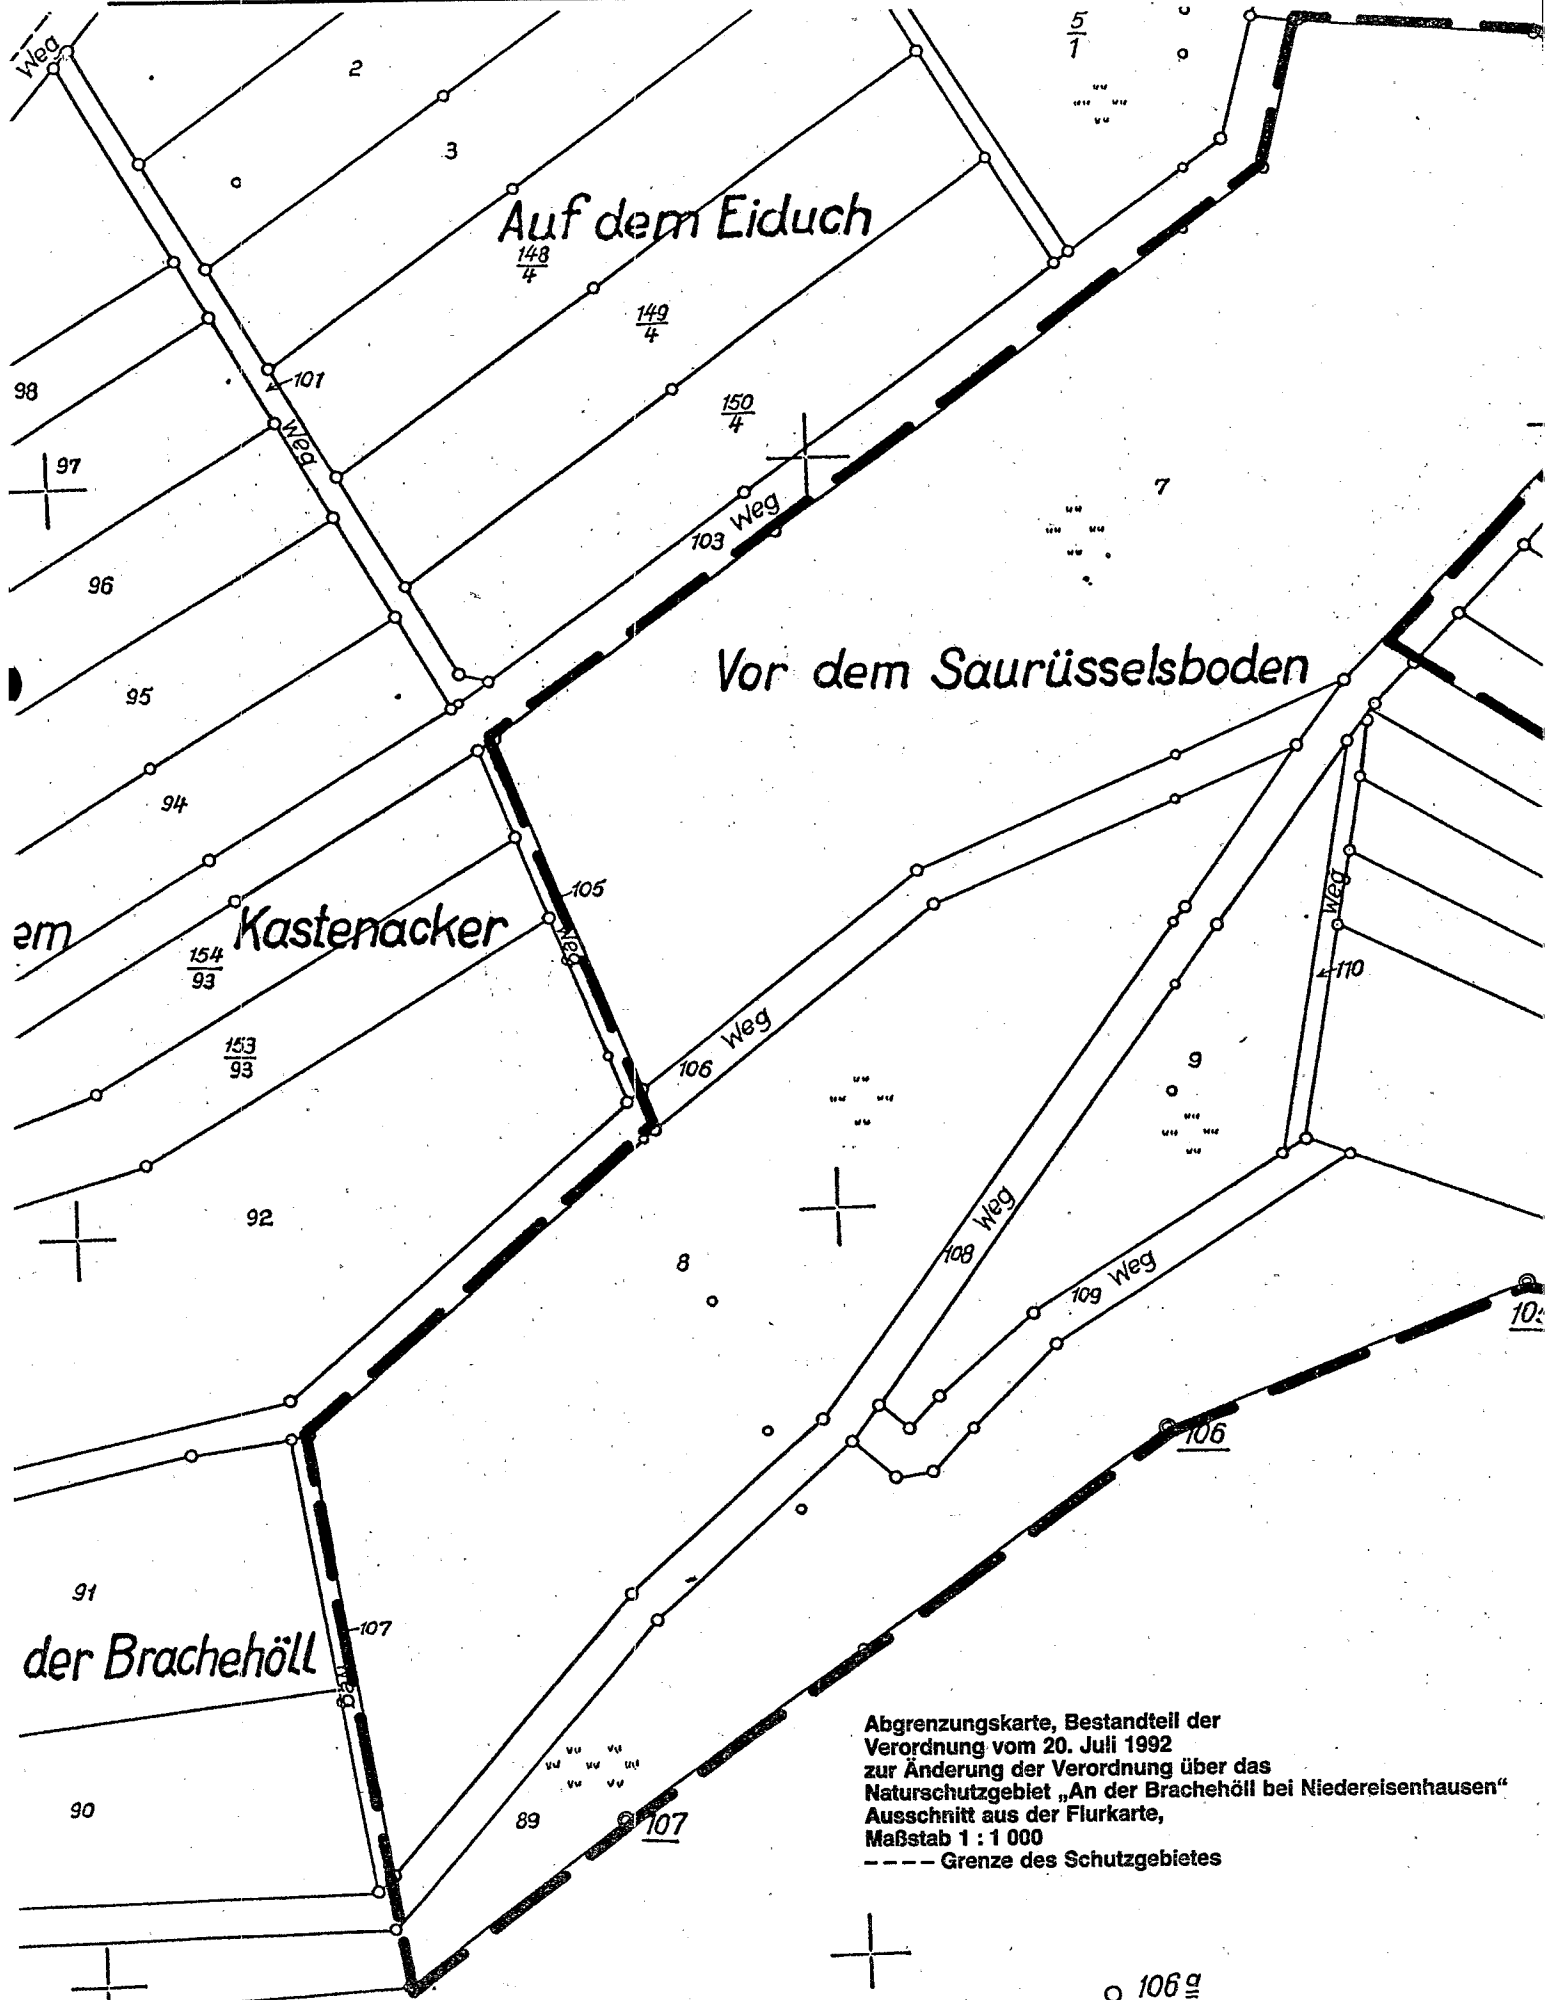 Weg
2
5
1
3
Auf dem Eiduch
148
4
149
4
98
101
150
4
Weg
97
7
103 Weg
96
Vor dem Saurüsselsboden
95
94
105
Weg
em
Kastenacker
Weg
154
93
110
106 Weg
153
93
9
92
108 Weg
8
109 Weg
106
91
107
der Brachehöll
Weg
Abgrenzungskarte, Bestandteil der
Verordnung vom 20. Juli 1992
zur Änderung der Verordnung über das
Naturschutzgebiet „An der Brachehöll bei Niedereisenhausen“
Ausschnitt aus der Flurkarte,
Maßstab 1 : 1 000
---- Grenze des Schutzgebietes
90
89
107
106 a